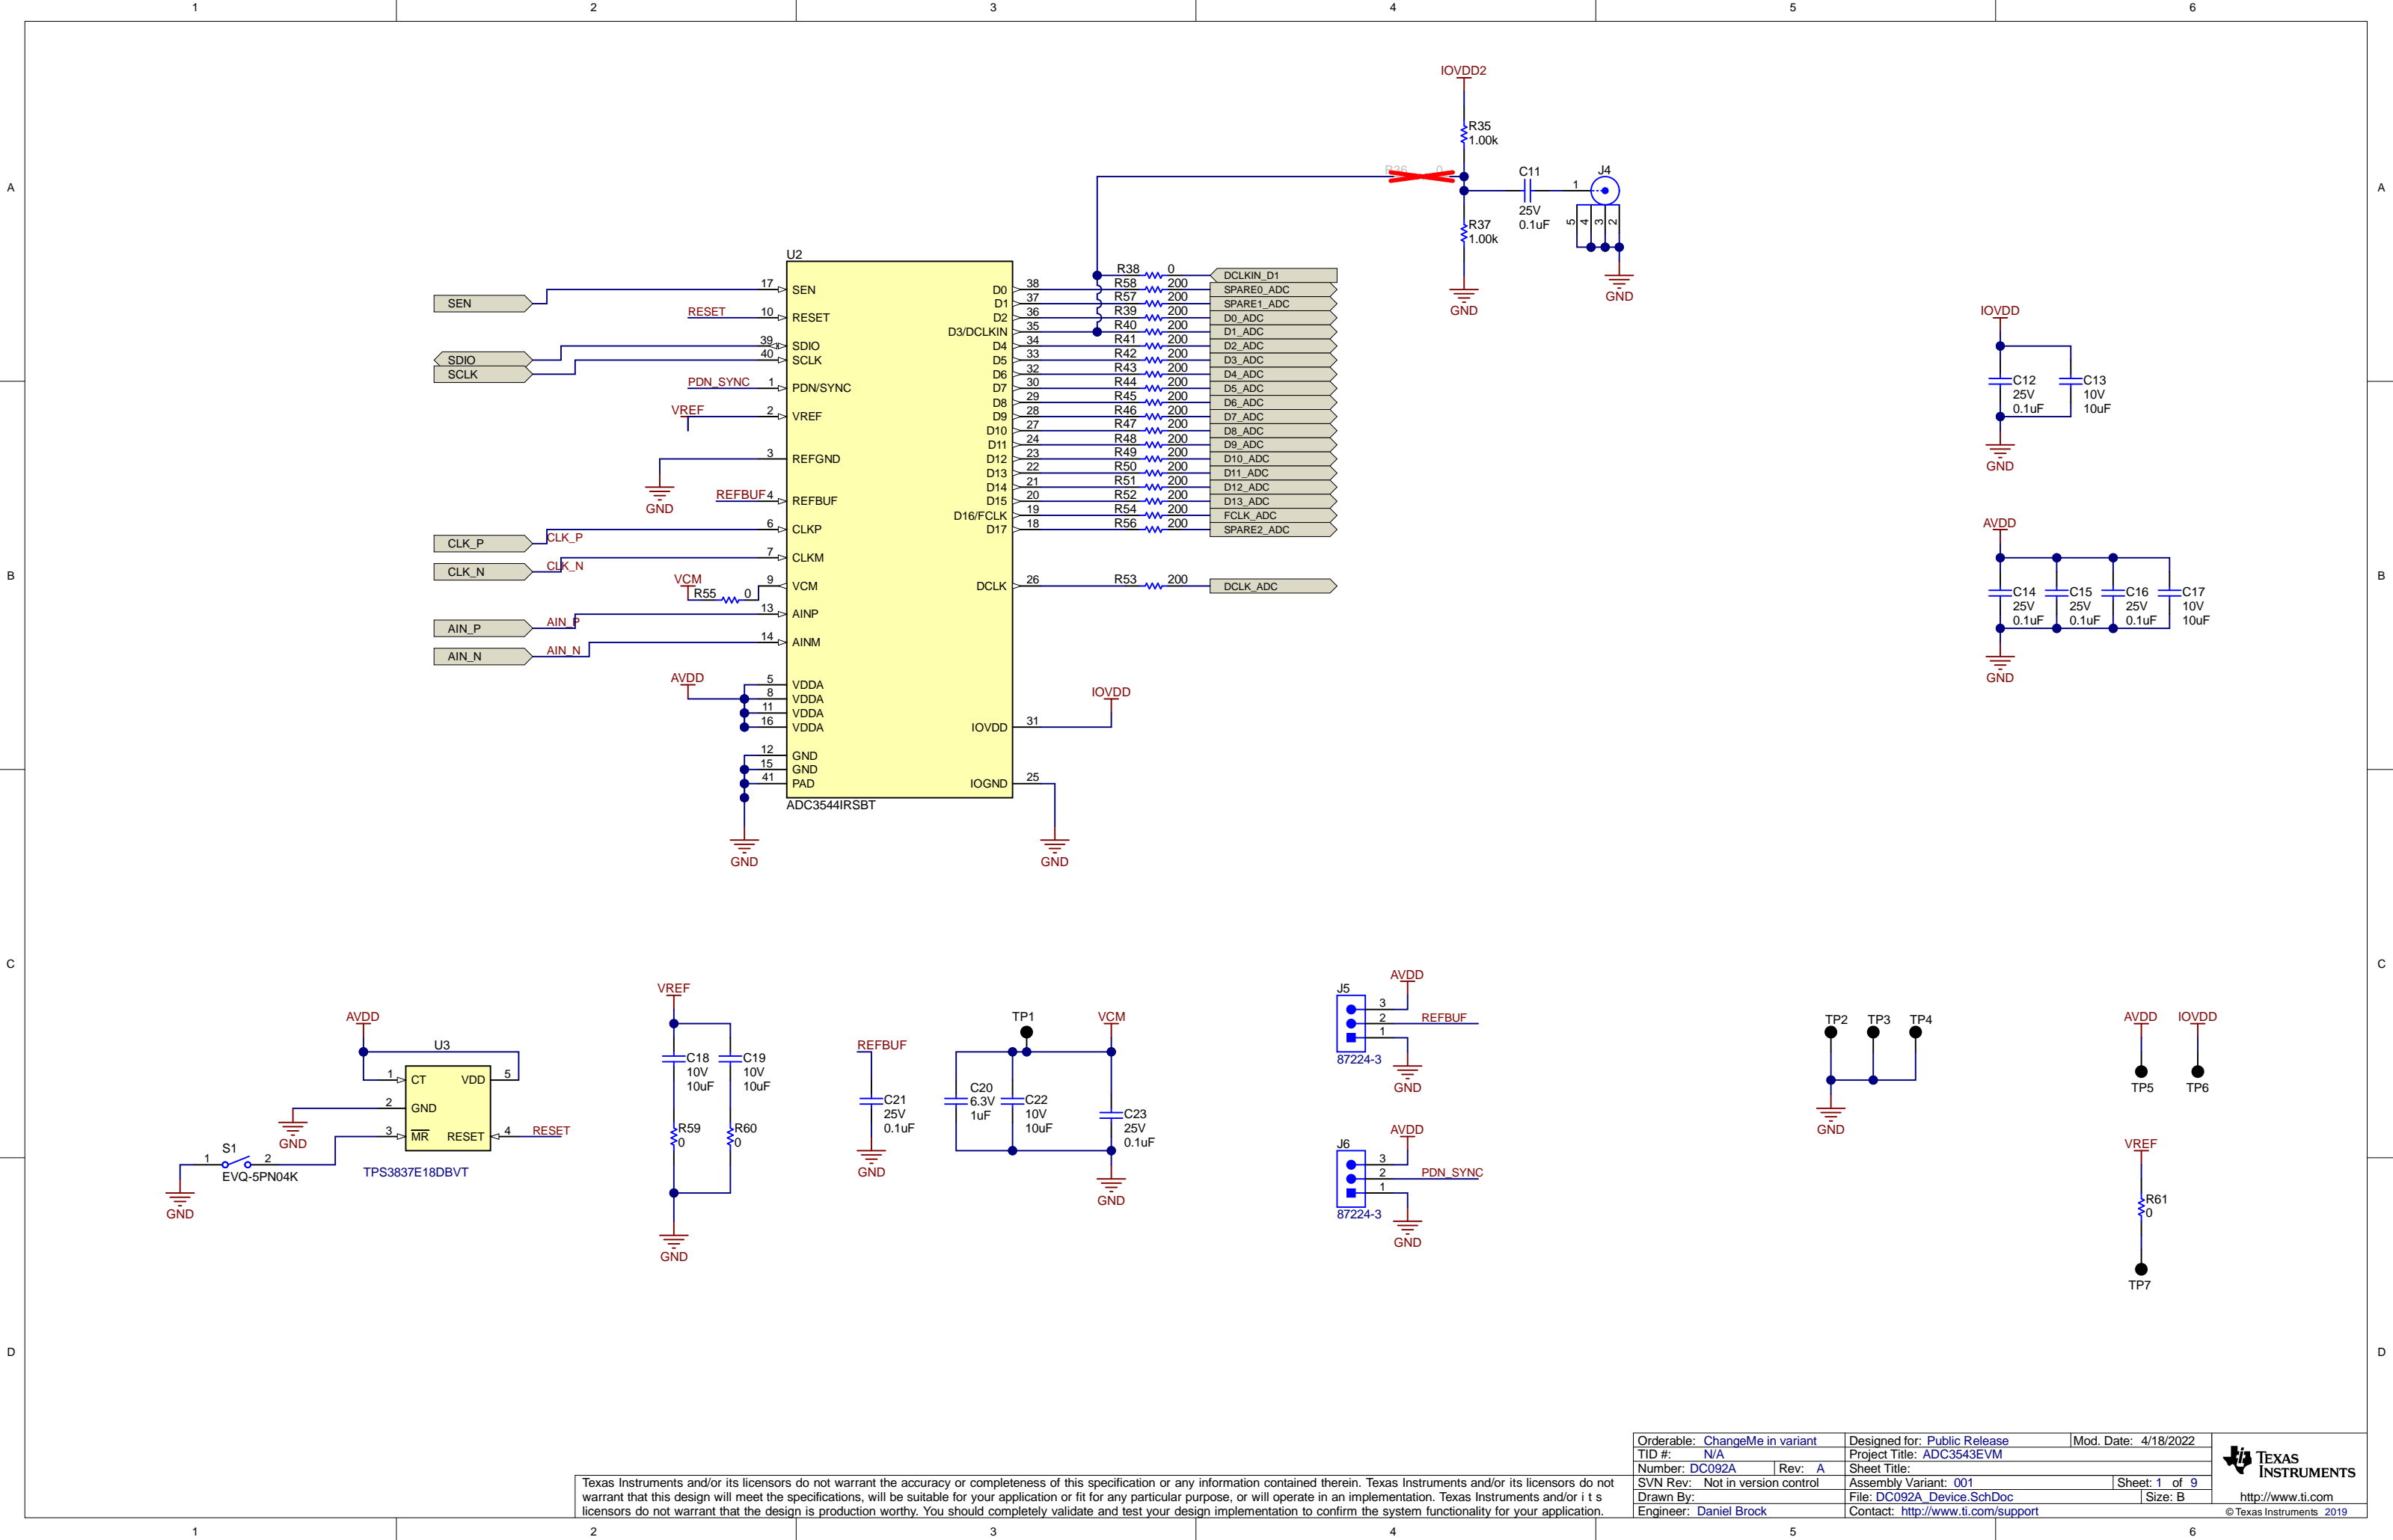 1 2 3 4 5 6
IOVDD2
R35
1.00k
R36 0
A A
C11
25V
0.1uF
J4
1
5 4 3 2
R37
1.00k
GND
GND
U2
SEN
17 SEN
RESET 10 RESET
SDIO
39 SDIO
SCLK
40 SCLK
PDN_SYNC 1 PDN/SYNC
VREF 2 VREF
3 REFGND
GND
REFBUF 4 REFBUF
CLK_P CLK_P 6 CLKP
CLK_N CLK_N 7 CLKM
VCM
R55 0 9 VCM
AIN_P AIN_P 13 AINP
AIN_N AIN_N 14 AINM
AVDD
5 VDDA
8 VDDA
11 VDDA
16 VDDA
12 GND
15 GND
41 PAD
GND
ADC3544IRSBT
R38 0 DCLKIN_D1
D0 38 R58 200 SPARE0_ADC
D1 37 R57 200 SPARE1_ADC
D2 36 R39 200 D0_ADC
D3/DCLKIN 35 R40 200 D1_ADC
D4 34 R41 200 D2_ADC
D5 33 R42 200 D3_ADC
D6 32 R43 200 D4_ADC
D7 30 R44 200 D5_ADC
D8 29 R45 200 D6_ADC
D9 28 R46 200 D7_ADC
D10 27 R47 200 D8_ADC
D11 24 R48 200 D9_ADC
D12 23 R49 200 D10_ADC
D13 22 R50 200 D11_ADC
D14 21 R51 200 D12_ADC
D15 20 R52 200 D13_ADC
D16/FCLK 19 R54 200 FCLK_ADC
D17 18 R56 200 SPARE2_ADC
DCLK 26 R53 200 DCLK_ADC
IOVDD
IOVDD 31
IOGND 25
GND
IOVDD
C12 C13
25V 10V
0.1uF 10uF
GND
AVDD
B B
C14 C15 C16 C17
25V 25V 25V 10V
0.1uF 0.1uF 0.1uF 10uF
GND
C C
AVDD
U3
1 CT VDD 5
2 GND
GND
3 MR RESET 4 RESET
S1
1 2
EVQ-5PN04K
GND
TPS3837E18DBVT
VREF
C18 C19
10V 10V
10uF 10uF
R59 R60
0 0
GND
REFBUF
C21
25V
0.1uF
GND
TP1 VCM
C20
6.3V
1uF
C22
10V
10uF
C23
25V
0.1uF
GND
AVDD
J5
3
2 REFBUF
1
87224-3
GND
AVDD
J6
3
2 PDN_SYNC
1
87224-3
GND
TP2 TP3 TP4
GND
AVDD IOVDD
TP5 TP6
VREF
R61
0
TP7
D D
Texas Instruments and/or its licensors do not warrant the accuracy or completeness of this specification or any information contained therein. Texas Instruments and/or its licensors do not
warrant that this design will meet the specifications, will be suitable for your application or fit for any particular purpose, or will operate in an implementation. Texas Instruments and/or i t s
licensors do not warrant that the design is production worthy. You should completely validate and test your design implementation to confirm the system functionality for your application.
Orderable: ChangeMe in variant Designed for: Public Release Mod. Date: 4/18/2022
TID #: N/A Project Title: ADC3543EVM
Number: DC092A Rev: A Sheet Title:
SVN Rev: Not in version control Assembly Variant: 001 Sheet: 1 of 9
Drawn By: File: DC092A_Device.SchDoc Size: B
Engineer: Daniel Brock Contact: http://www.ti.com/support
TEXAS
INSTRUMENTS
http://www.ti.com
© Texas Instruments 2019
1 2 3 4 5 6